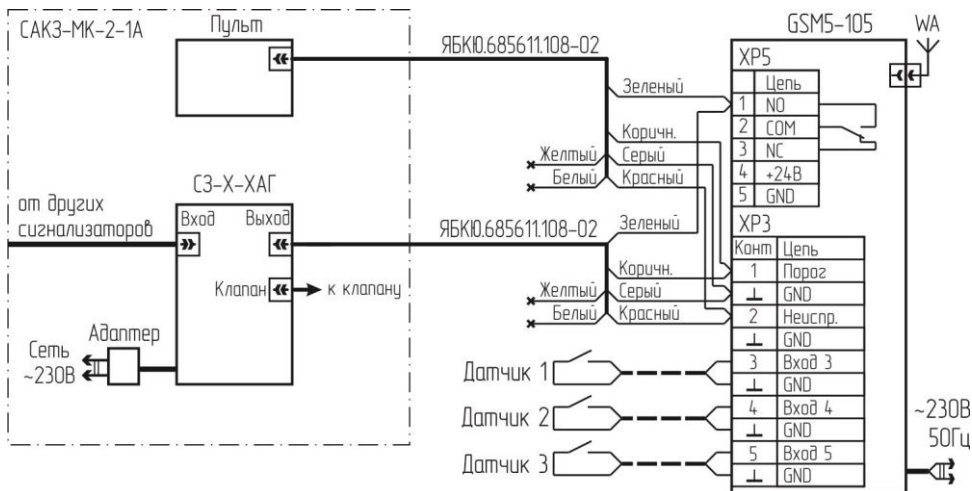 САКЗ-МК-2-1А
Пульт
ЯБКЮ.685611.108-02
GSM5-105
WA
XP5
Цепь
1 NO
2 COM
3 NC
4 +24В
5 GND
Зеленый
Коричн.
Желтый Серый
Белый Красный
СЗ-Х-ХАГ
от других
сигнализаторов
Вход Выход
ЯБКЮ.685611.108-02
Зеленый
Клапан
к клапану
Коричн.
Желтый Серый
Белый Красный
Адаптер
Сеть
~230В
XP3
Конт Цепь
1 Порог
⊥ GND
2 Неиспр.
⊥ GND
3 Вход 3
⊥ GND
4 Вход 4
⊥ GND
5 Вход 5
⊥ GND
Датчик 1
Датчик 2
Датчик 3
~230В
50Гц